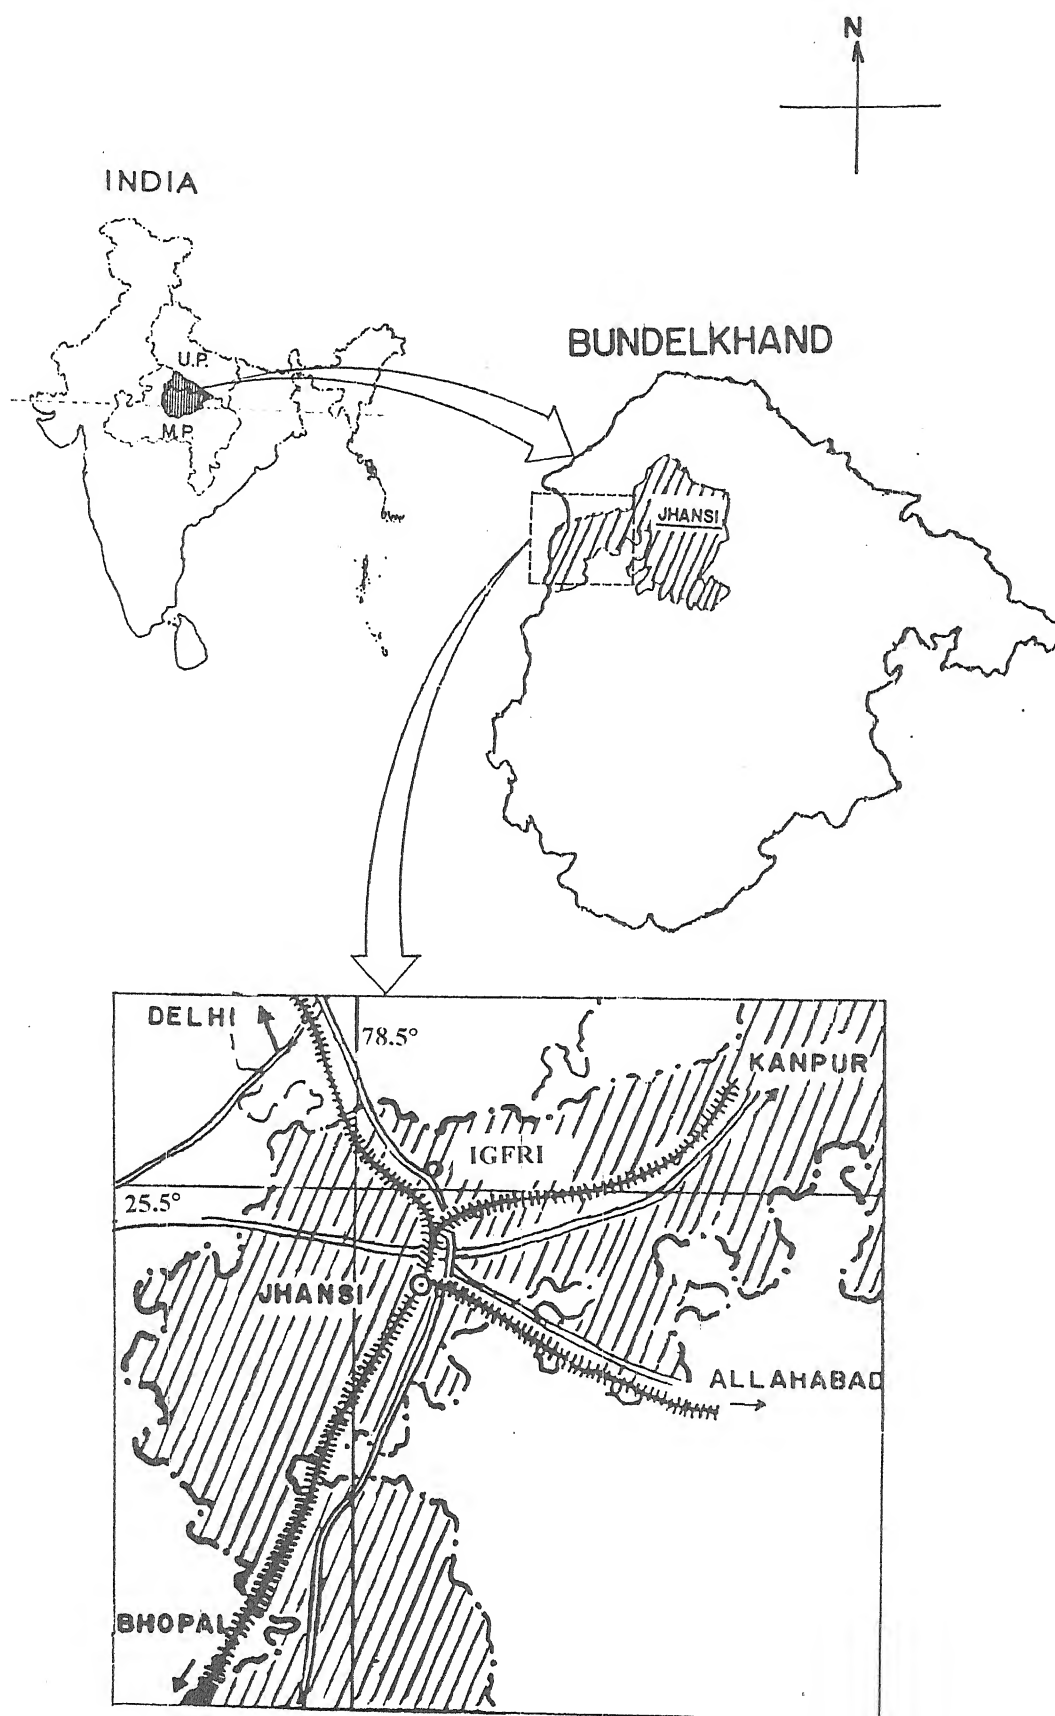 N
INDIA
U.P.
M.P.
BUNDELKHAND
JHANSI
DELHI
78.5°
KANPUR
IGFRI
25.5°
JHANSI
ALLAHABAD
BHOPAL